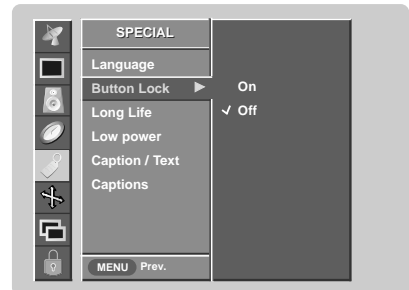 SPECIAL
Language
Button Lock ▶ On
Long Life ✓ Off
Low power
Caption / Text
Captions
MENU Prev.